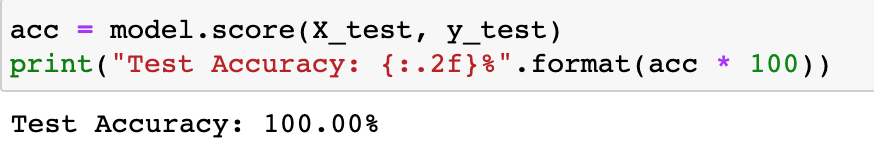 acc = model.score(X_test, y_test)
print("Test Accuracy: {:.2f}%".format(acc * 100))
Test Accuracy: 100.00%